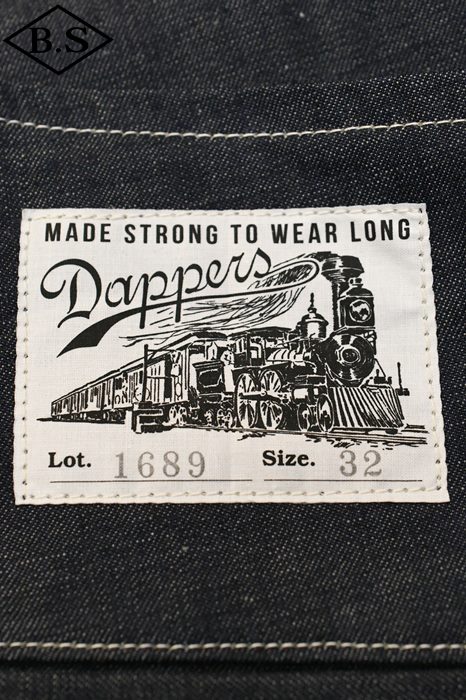 B.S
MADE STRONG TO WEAR LONG
Dappers
Lot. 1689 Size. 32